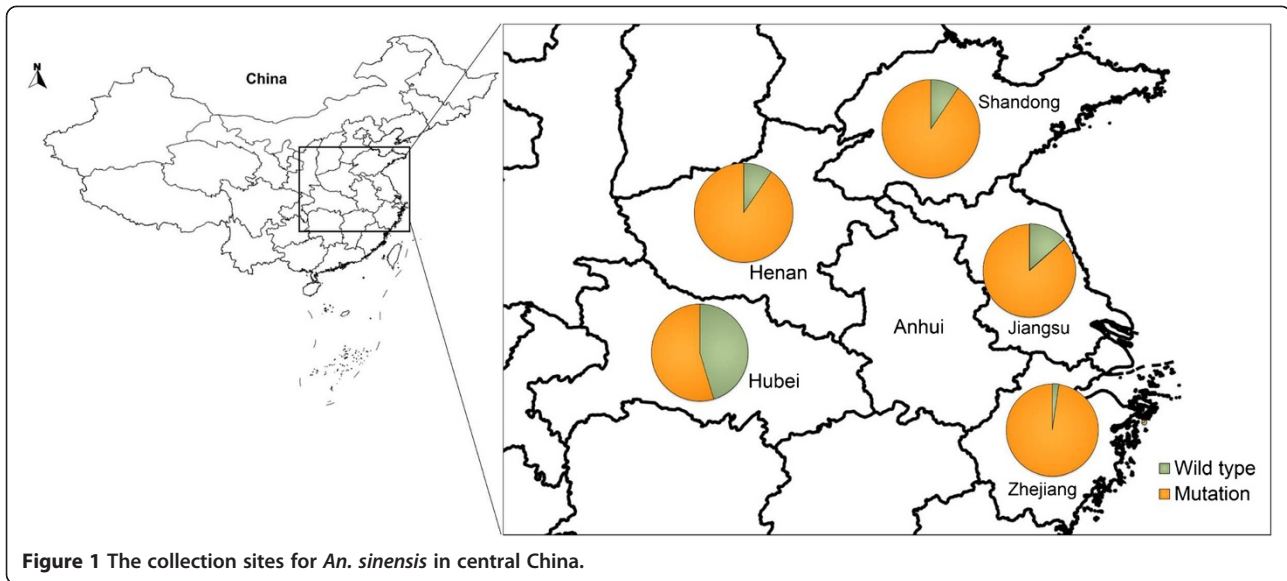 N
China
Shandong
Henan
Jiangsu
Anhui
Hubei
Zhejiang
Wild type
Mutation
Figure 1 The collection sites for An. sinensis in central China.